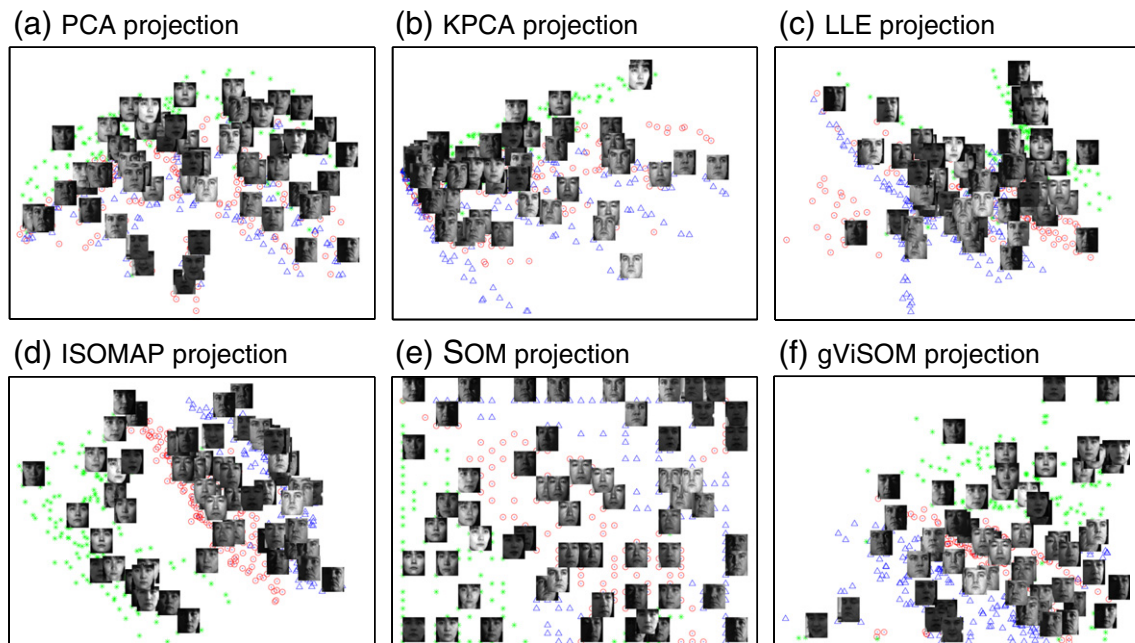 (a) PCA projection
(b) KPCA projection
(c) LLE projection
(d) ISOMAP projection
(e) SOM projection
(f) gViSOM projection